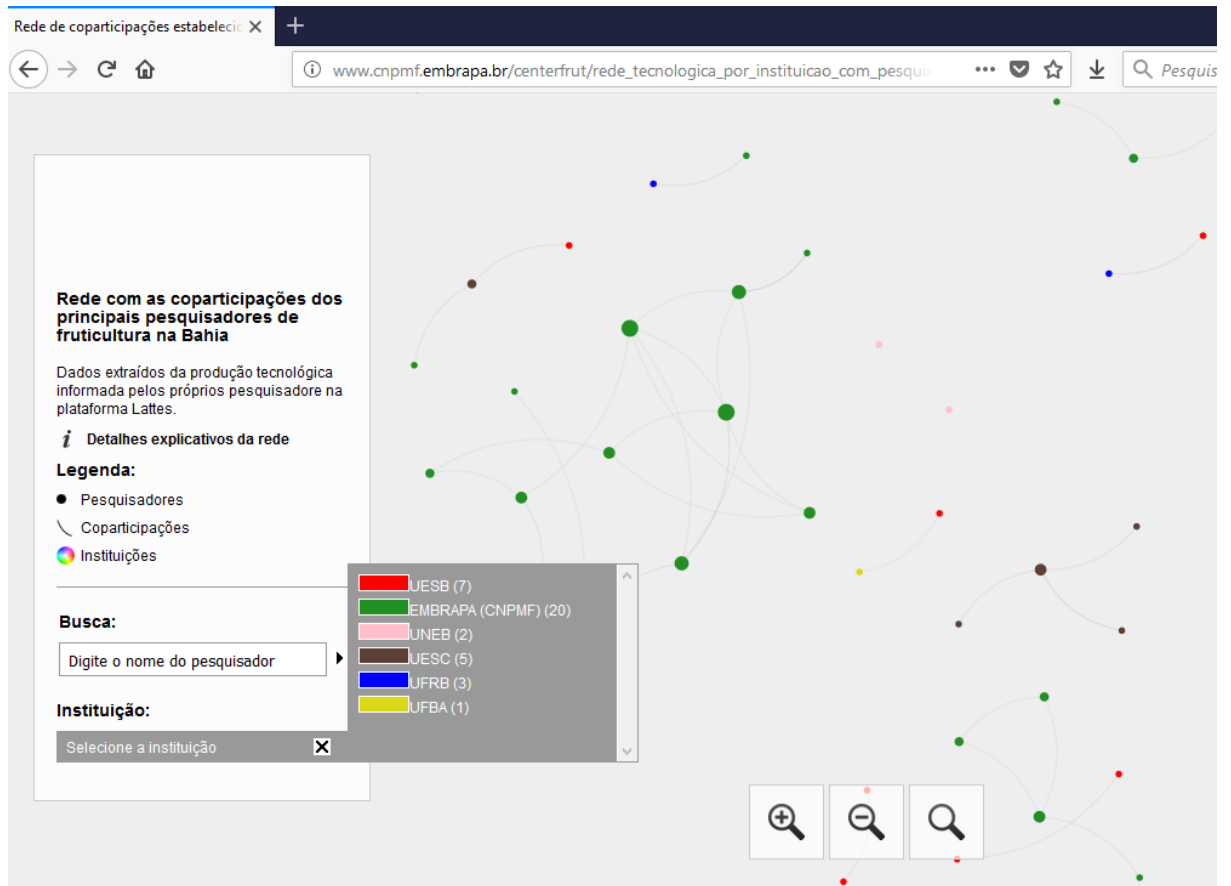 Rede de coparticipações estabelecic
www.cnpmf.embrapa.br/centerfrut/rede_tecnologica_por_instituicao_com_pesquis
Pesquis
Rede com as coparticipações dos
principais pesquisadores de
fruticultura na Bahia
Dados extraídos da produção tecnológica
informada pelos próprios pesquisadore na
plataforma Lattes.
i Detalhes explicativos da rede
Legenda:
Pesquisadores
Coparticipações
Instituições
Busca:
Digite o nome do pesquisador
Instituição:
Selecione a instituição
UESB (7)
EMBRAPA (CNPMF) (20)
UNEB (2)
UESC (5)
UFRB (3)
UFBA (1)